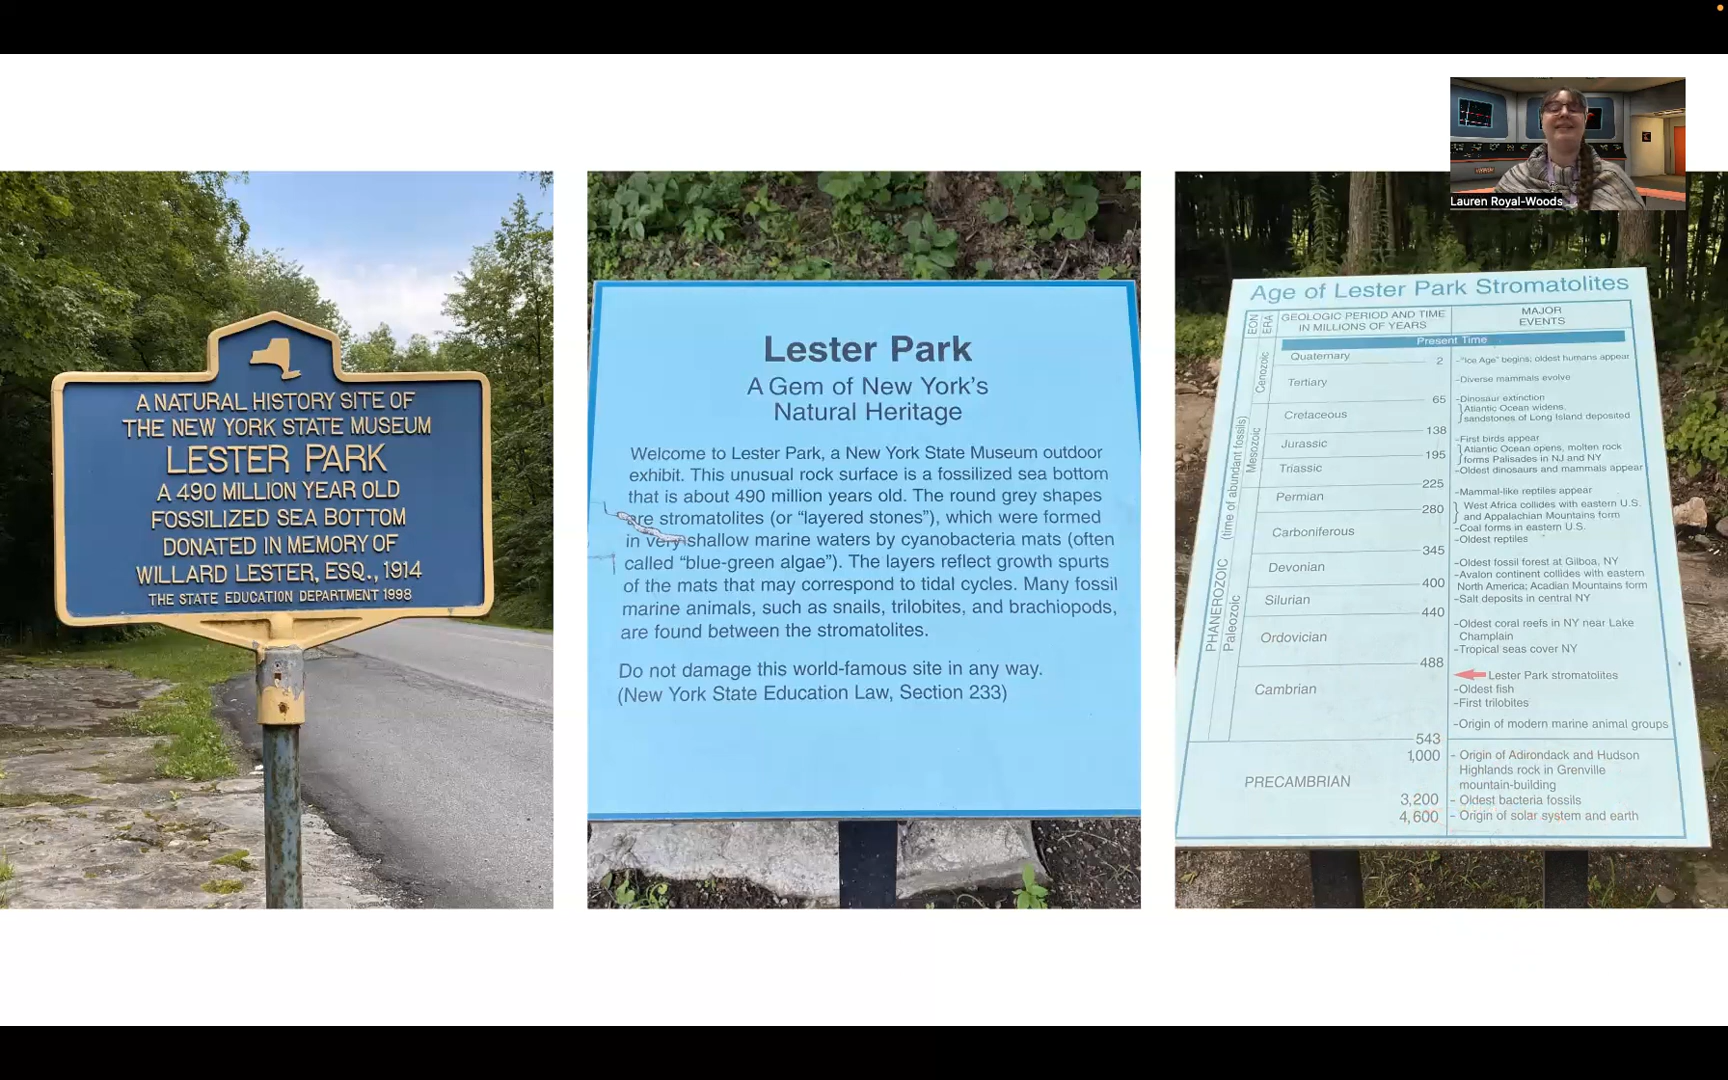 A NATURAL HISTORY SITE OF
THE NEW YORK STATE MUSEUM
LESTER PARK
A 490 MILLION YEAR OLD
FOSSILIZED SEA BOTTOM
DONATED IN MEMORY OF
WILLARD LESTER, ESQ., 1914
THE STATE EDUCATION DEPARTMENT 1998
Lester Park
A Gem of New York's
Natural Heritage
Welcome to Lester Park, a New York State Museum outdoor
exhibit. This unusual rock surface is a fossilized sea bottom
that is about 490 million years old. The round grey shapes
are stromatolites (or “layered stones”), which were formed
in very shallow marine waters by cyanobacteria mats (often
called “blue-green algae”). The layers reflect growth spurts
of the mats that may correspond to tidal cycles. Many fossil
marine animals, such as snails, trilobites, and brachiopods,
are found between the stromatolites.
Do not damage this world-famous site in any way.
(New York State Education Law, Section 233)
Lauren Royal-Woods
Age of Lester Park Stromatolites
EON
ERA
GEOLOGIC PERIOD AND TIME
IN MILLIONS OF YEARS
MAJOR
EVENTS
Present Time
PHANEROZOIC (time of abundant fossils)
Cenozoic
Mesozoic
Paleozoic
Quaternary 2 -"Ice Age" begins; oldest humans appear
Tertiary -Diverse mammals evolve
65 -Dinosaur extinction
Cretaceous Atlantic Ocean widens,
sandstones of Long Island deposited
138 -First birds appear
Jurassic Atlantic Ocean opens, molten rock
195 forms Palisades in NJ and NY
Triassic -Oldest dinosaurs and mammals appear
225
Permian -Mammal-like reptiles appear
280 West Africa collides with eastern U.S.
and Appalachian Mountains form
Carboniferous -Coal forms in eastern U.S.
-Oldest reptiles
345
Devonian -Oldest fossil forest at Gilboa, NY
-Avalon continent collides with eastern
400 North America; Acadian Mountains form
Silurian -Salt deposits in central NY
440
Ordovician -Oldest coral reefs in NY near Lake
Champlain
-Tropical seas cover NY
488
Lester Park stromatolites
Cambrian -Oldest fish
-First trilobites
-Origin of modern marine animal groups
543
1,000 - Origin of Adirondack and Hudson
Highlands rock in Grenville
PRECAMBRIAN mountain-building
3,200 - Oldest bacteria fossils
4,600 - Origin of solar system and earth